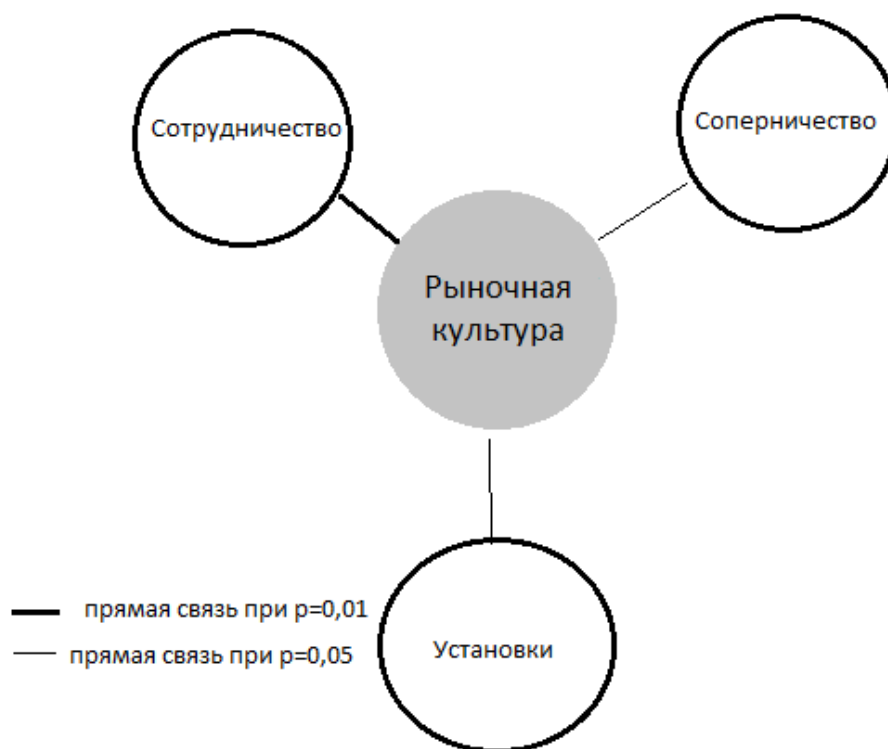 Сотрудничество
Соперничество
Рыночная
культура
прямая связь при p=0,01
прямая связь при p=0,05
Установки